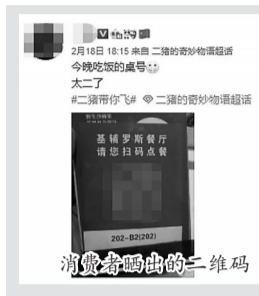 2月18日 18:15 来自 二猪的奇妙物语超话
今晚吃饭的桌号
太二了
#二猪带你飞# 二猪的奇妙物语超话
基辅罗斯餐厅
请您扫码点餐
202-B2(202)
消费者晒出的二维码